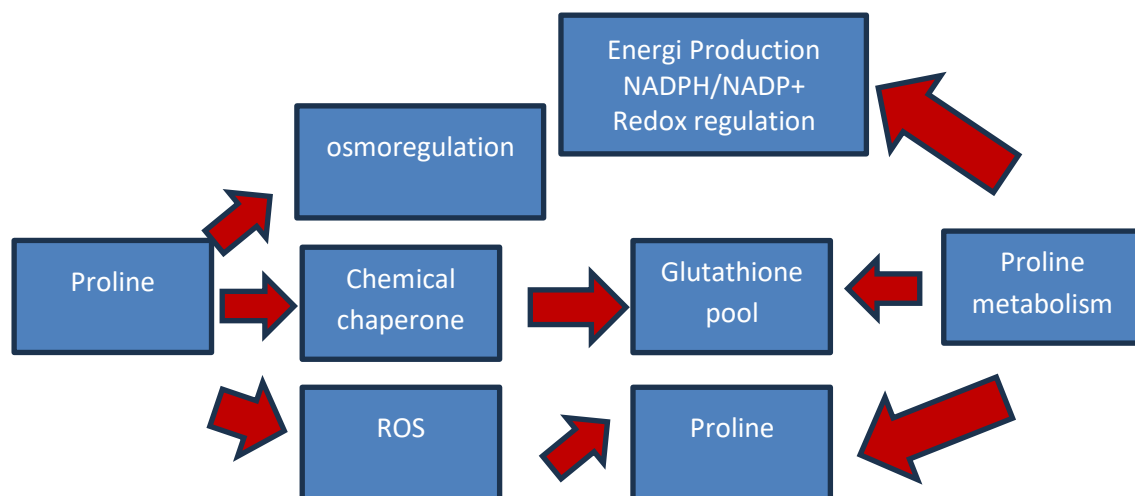 Energi Production
NADPH/NADP+
Redox regulation
osmoregulation
Proline
Chemical
chaperone
Glutathione
pool
Proline
metabolism
ROS
Proline